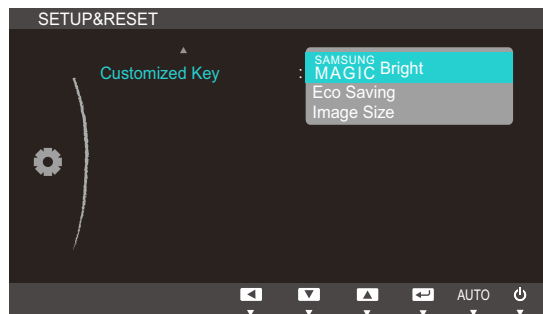 SETUP&RESET
Customized Key : SAMSUNG MAGIC Bright
Eco Saving
Image Size
AUTO